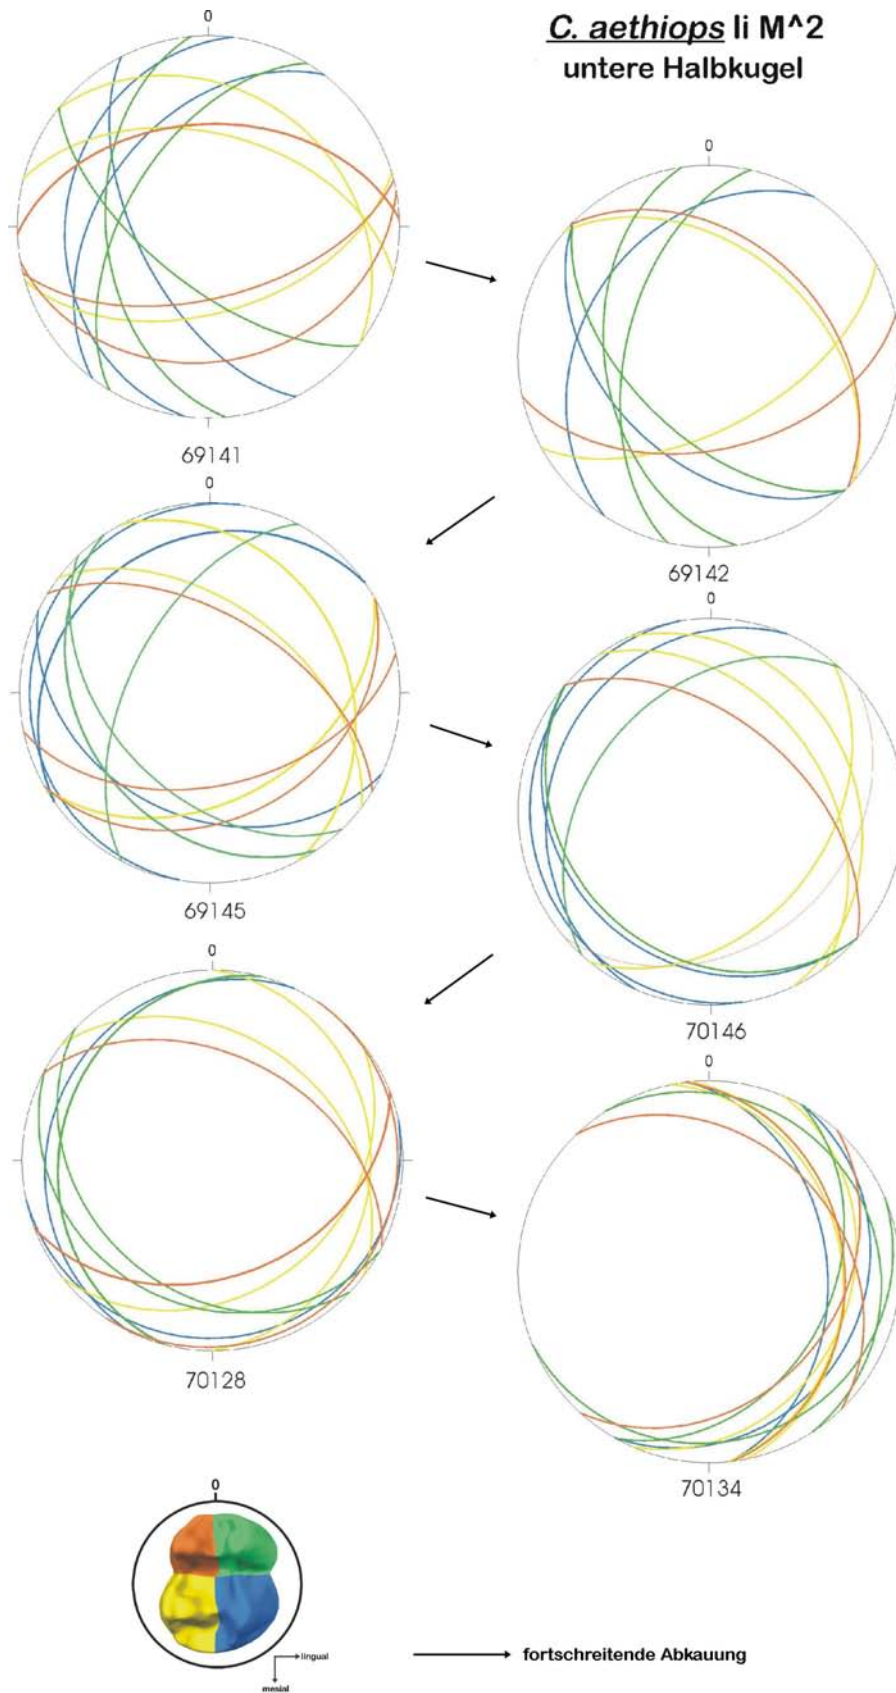 C. aethiops li M^2
untere Halbkugel
0
69141
0
69142
0
69145
0
70146
0
70128
0
70134
0
lingual
mesial
fortschreitende Abkauung